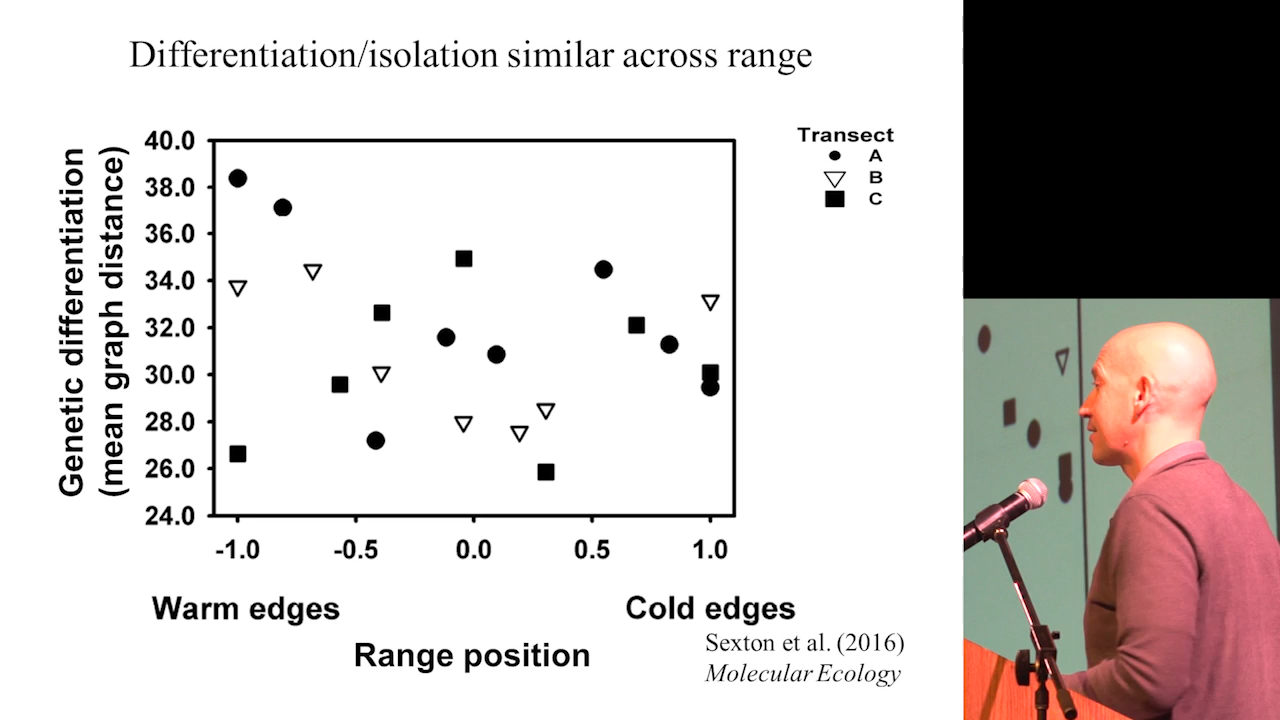 Differentiation/isolation similar across range
Genetic differentiation
(mean graph distance)
40.0
38.0
36.0
34.0
32.0
30.0
28.0
26.0
24.0
-1.0 -0.5 0.0 0.5 1.0
Transect
A
B
C
Warm edges Cold edges
Range position
Sexton et al. (2016)
Molecular Ecology